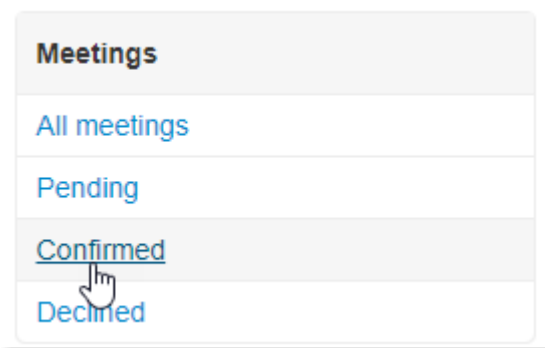 Meetings
All meetings
Pending
Confirmed
Declined